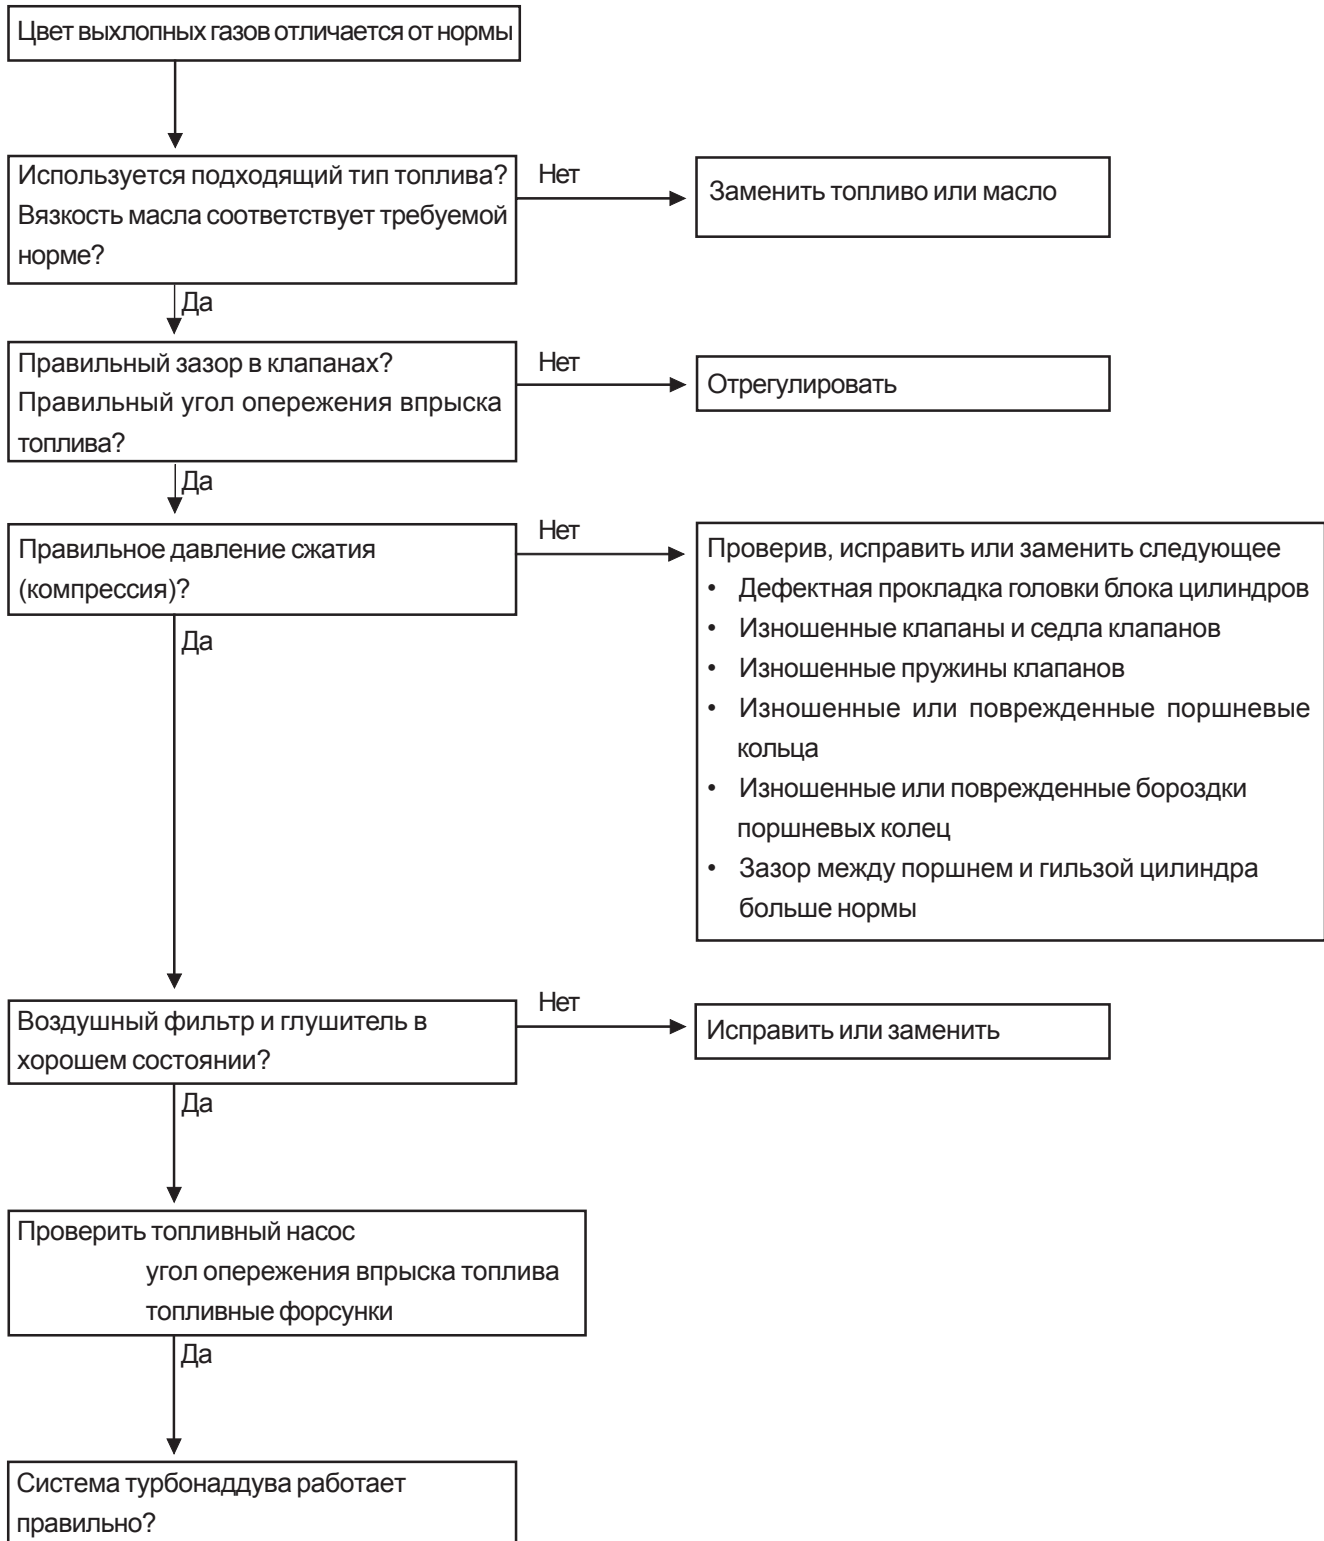 Цвет выхлопных газов отличается от нормы
Используется подходящий тип топлива?
Вязкость масла соответствует требуемой
норме?
Нет
Заменить топливо или масло
Да
Правильный зазор в клапанах?
Правильный угол опережения впрыска
топлива?
Нет
Отрегулировать
Да
Правильное давление сжатия
(компрессия)?
Нет
Проверив, исправить или заменить следующее
• Дефектная прокладка головки блока цилиндров
• Изношенные клапаны и седла клапанов
• Изношенные пружины клапанов
• Изношенные или поврежденные поршневые
кольца
• Изношенные или поврежденные бороздки
поршневых колец
• Зазор между поршнем и гильзой цилиндра
больше нормы
Да
Воздушный фильтр и глушитель в
хорошем состоянии?
Нет
Исправить или заменить
Да
Проверить топливный насос
угол опережения впрыска топлива
топливные форсунки
Да
Система турбонаддува работает
правильно?